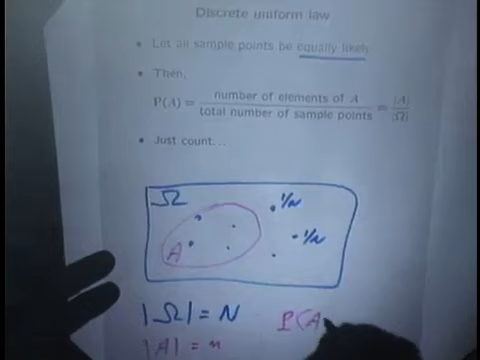 Discrete uniform law
• Let all sample points be equally likely
• Then,
P(A) = number of elements of A / total number of sample points = |A| / |Ω|
• Just count...
Ω
1/N
1/N
A
|Ω| = N
P(A
|A| = n